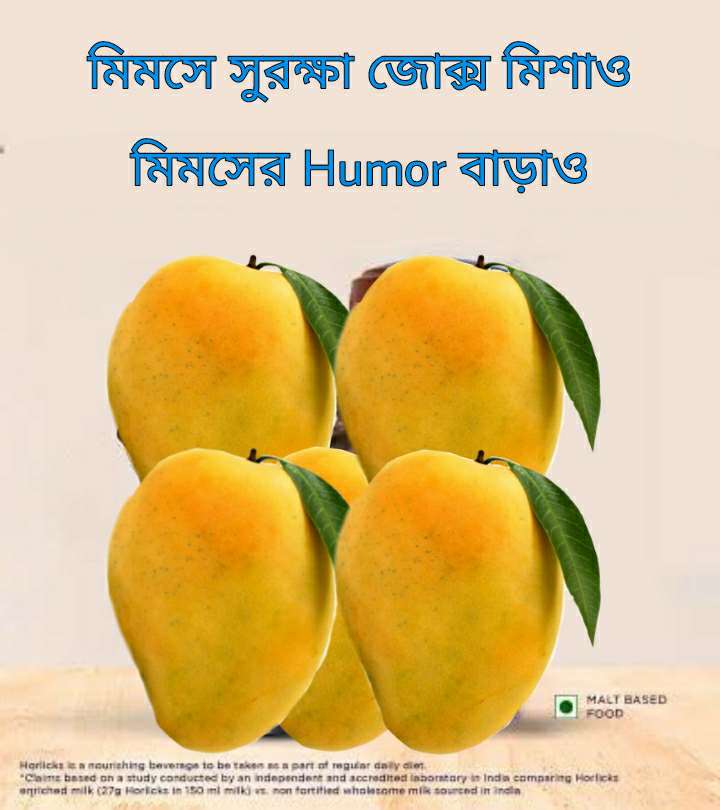 মিমসে সুরক্ষা জোক্স মিশাও
মিমসের Humor বাড়াও
MALT BASED
FOOD
Horlicks is a nourishing beverage to be taken as a part of regular daily diet.
*Claims based on a study conducted by an independent and accredited laboratory in India comparing Horlicks
enriched milk (27g Horlicks in 150 ml milk) vs. non fortified wholesome milk sourced in India